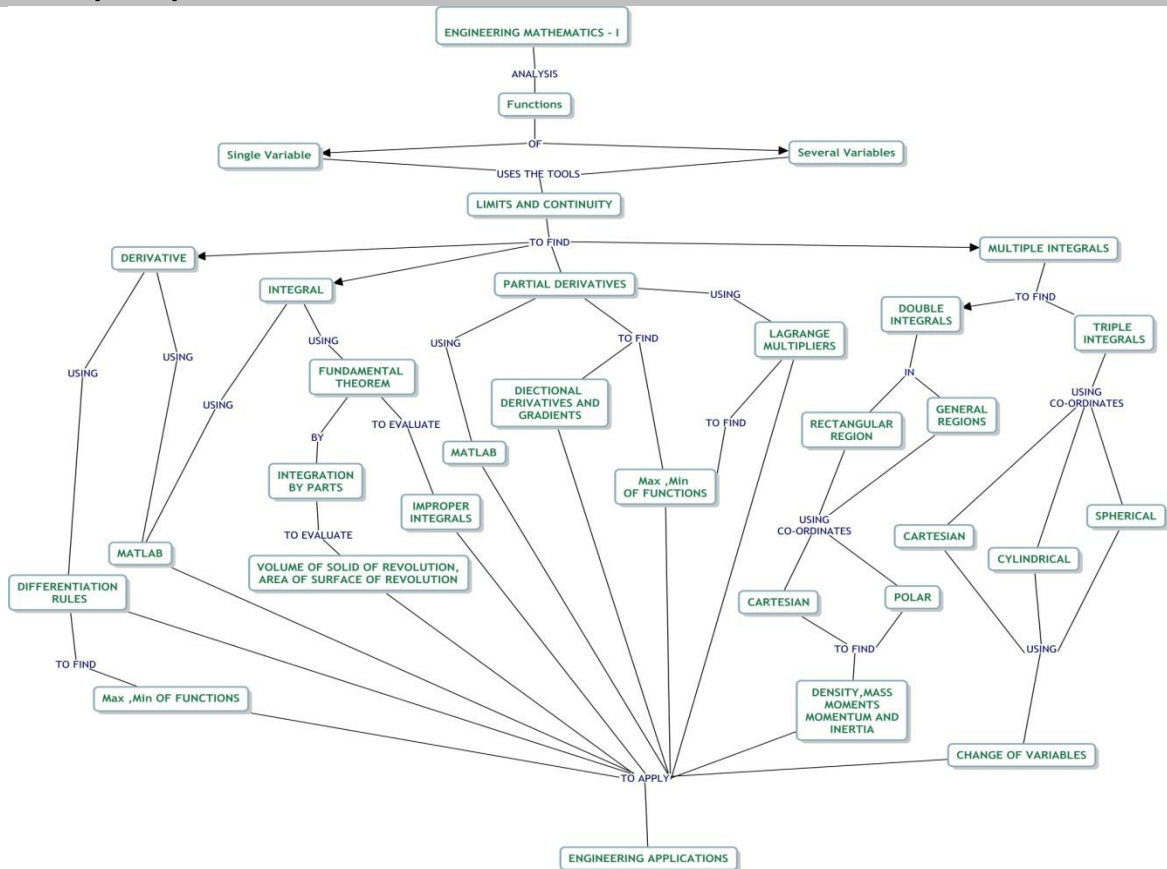 ENGINEERING MATHEMATICS - I
ANALYSIS
Functions
OF
Single Variable
Several Variables
USES THE TOOLS
LIMITS AND CONTINUITY
TO FIND
DERIVATIVE
MULTIPLE INTEGRALS
INTEGRAL
PARTIAL DERIVATIVES
USING
TO FIND
DOUBLE
INTEGRALS
LAGRANGE
MULTIPLIERS
TRIPLE
INTEGRALS
USING
USING
TO FIND
USING
USING
FUNDAMENTAL
THEOREM
IN
DIECTIONAL
DERIVATIVES AND
GRADIENTS
USING
CO-ORDINATES
USING
TO EVALUATE
TO FIND
RECTANGULAR
REGION
GENERAL
REGIONS
BY
MATLAB
INTEGRATION
BY PARTS
Max ,Min
OF FUNCTIONS
IMPROPER
INTEGRALS
USING
CO-ORDINATES
SPHERICAL
TO EVALUATE
CARTESIAN
MATLAB
CYLINDRICAL
VOLUME OF SOLID OF REVOLUTION,
AREA OF SURFACE OF REVOLUTION
DIFFERENTIATION
RULES
CARTESIAN
POLAR
TO FIND
TO FIND
USING
Max ,Min OF FUNCTIONS
DENSITY,MASS
MOMENTS
MOMENTUM AND
INERTIA
CHANGE OF VARIABLES
TO APPLY
ENGINEERING APPLICATIONS